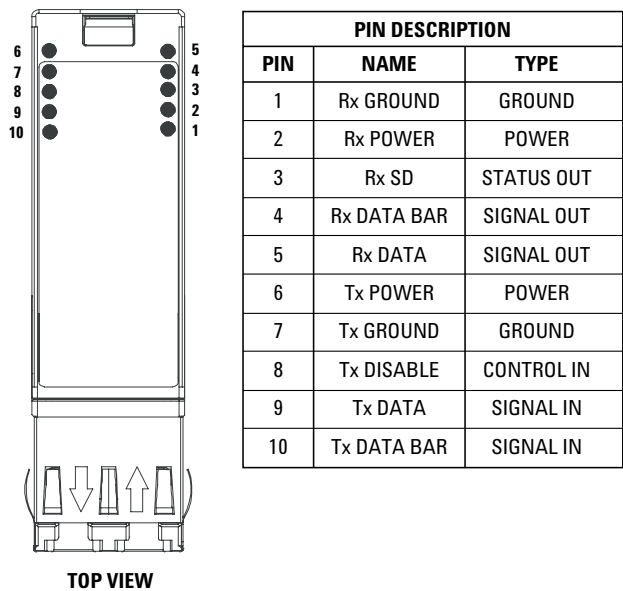 6 5
7 4
8 3
9 2
10 1
TOP VIEW
PIN DESCRIPTION
PIN NAME TYPE
1 Rx GROUND GROUND
2 Rx POWER POWER
3 Rx SD STATUS OUT
4 Rx DATA BAR SIGNAL OUT
5 Rx DATA SIGNAL OUT
6 Tx POWER POWER
7 Tx GROUND GROUND
8 Tx DISABLE CONTROL IN
9 Tx DATA SIGNAL IN
10 Tx DATA BAR SIGNAL IN